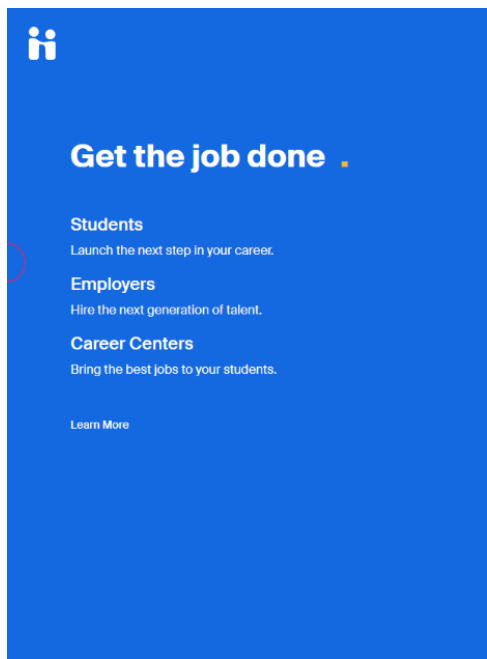 Get the job done .
Students
Launch the next step in your career.
Employers
Hire the next generation of talent.
Career Centers
Bring the best jobs to your students.
Learn More